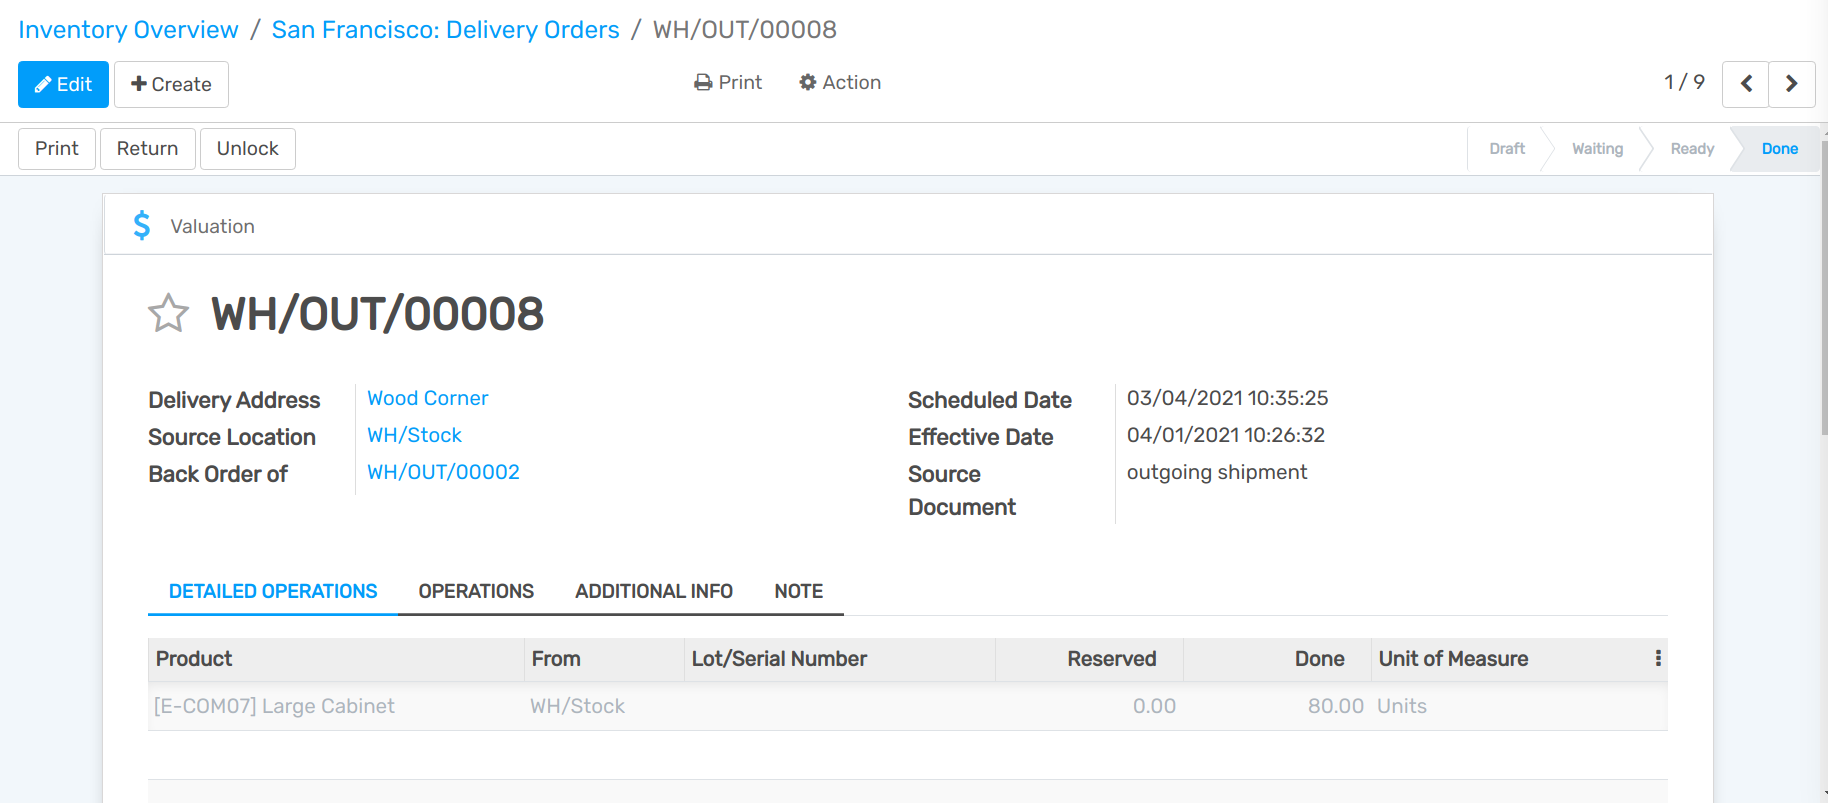 Inventory Overview / San Francisco: Delivery Orders / WH/OUT/00008
Edit Create Print Action 1 / 9
Print Return Unlock Draft Waiting Ready Done
$ Valuation
WH/OUT/00008
Delivery Address Wood Corner Scheduled Date 03/04/2021 10:35:25
Source Location WH/Stock Effective Date 04/01/2021 10:26:32
Back Order of WH/OUT/00002 Source Document outgoing shipment
DETAILED OPERATIONS OPERATIONS ADDITIONAL INFO NOTE
Product From Lot/Serial Number Reserved Done Unit of Measure
[E-COM07] Large Cabinet WH/Stock 0.00 80.00 Units